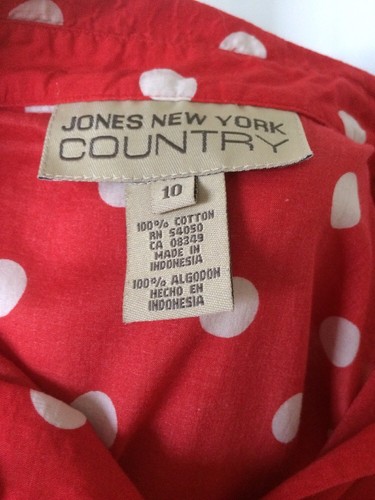 JONES NEW YORK
COUNTRY
10
100% COTTON
RN 54050
CA 08349
MADE IN
INDONESIA
100% ALGODON
HECHO EN
INDONESIA